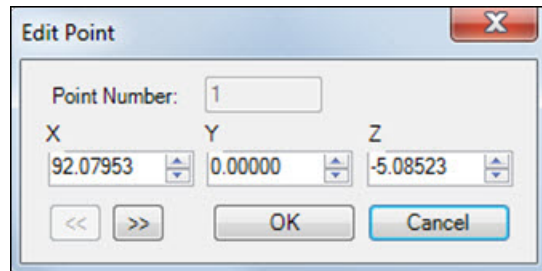 Edit Point
Point Number: 1
X Y Z
92.07953 0.00000 -5.08523
<< >> OK Cancel